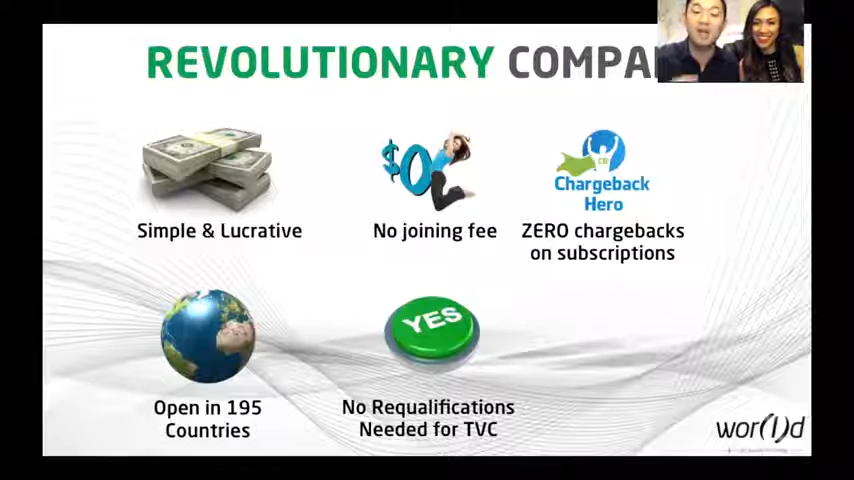 REVOLUTIONARY COMPA
$0
CB
Chargeback
Hero
Simple & Lucrative
No joining fee
ZERO chargebacks
on subscriptions
YES
Open in 195
Countries
No Requalifications
Needed for TVC
wor(l)d